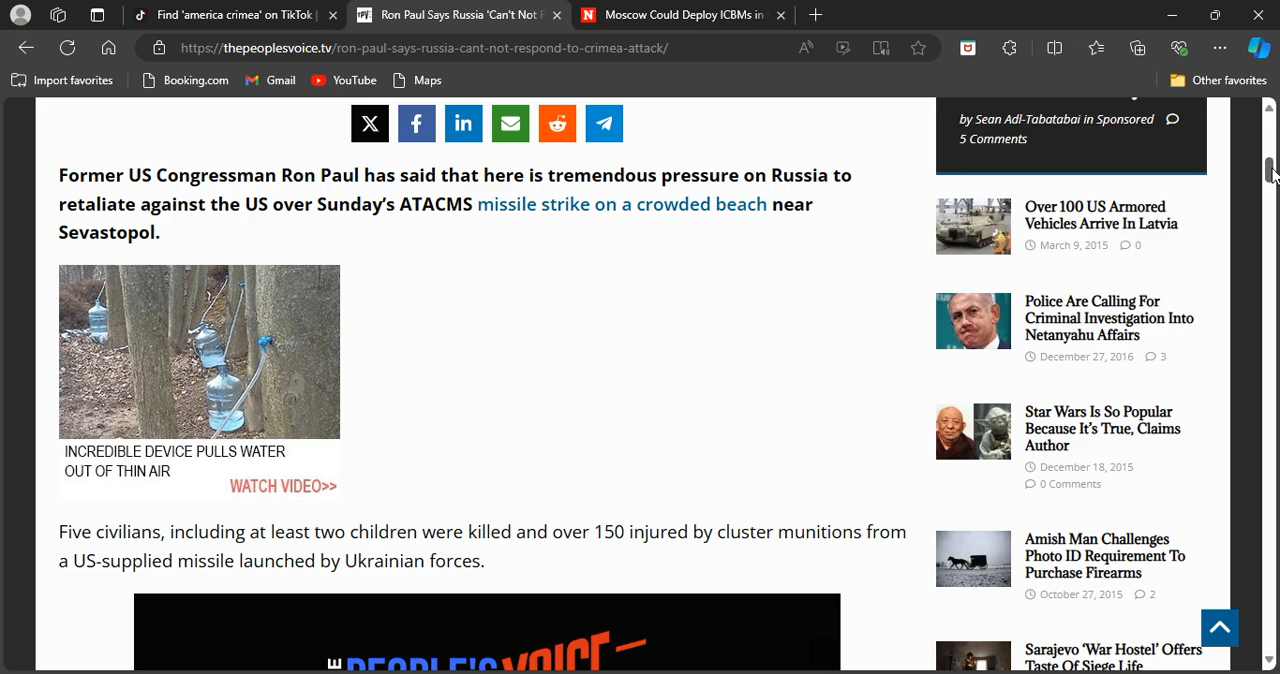 Find 'america crimea' on TikTok |
Ron Paul Says Russia 'Can't Not R
Moscow Could Deploy ICBMs in
https://thepeoplesvoice.tv/ron-paul-says-russia-cant-not-respond-to-crimea-attack/
Import favorites
Booking.com
Gmail
YouTube
Maps
Other favorites
Former US Congressman Ron Paul has said that here is tremendous pressure on Russia to
retaliate against the US over Sunday’s ATACMS missile strike on a crowded beach near
Sevastopol.
INCREDIBLE DEVICE PULLS WATER
OUT OF THIN AIR
WATCH VIDEO>>
Five civilians, including at least two children were killed and over 150 injured by cluster munitions from
a US-supplied missile launched by Ukrainian forces.
PEOPLE'S VOICE
by Sean Adl-Tabatabai in Sponsored
5 Comments
Over 100 US Armored
Vehicles Arrive In Latvia
March 9, 2015 0
Police Are Calling For
Criminal Investigation Into
Netanyahu Affairs
December 27, 2016 3
Star Wars Is So Popular
Because It’s True, Claims
Author
December 18, 2015
0 Comments
Amish Man Challenges
Photo ID Requirement To
Purchase Firearms
October 27, 2015 2
Sarajevo ‘War Hostel’ Offers
Taste Of Siege Life